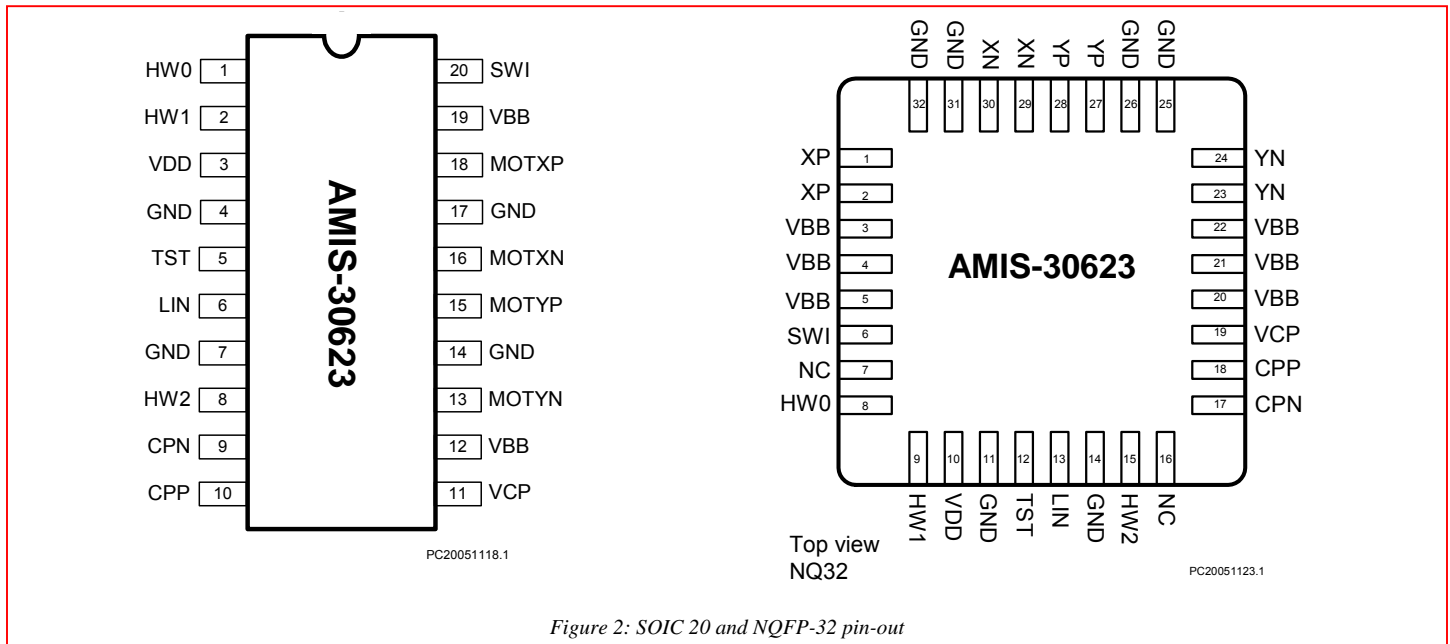 HW0 1 20 SWI
HW1 2 19 VBB
VDD 3 18 MOTXP
GND 4 17 GND
TST 5 16 MOTXN
LIN 6 15 MOTYP
GND 7 14 GND
HW2 8 13 MOTYN
CPN 9 12 VBB
CPP 10 11 VCP
AMIS-30623
PC20051118.1
GND GND XN XN YP YP GND GND
32 31 30 29 28 27 26 25
XP 1 24 YN
XP 2 23 YN
VBB 3 22 VBB
VBB 4 21 VBB
VBB 5 20 VBB
SWI 6 19 VCP
NC 7 18 CPP
HW0 8 17 CPN
AMIS-30623
9 10 11 12 13 14 15 16
HW1 VDD GND TST LIN GND HW2 NC
Top view
NQ32
PC20051123.1
Figure 2: SOIC 20 and NQFP-32 pin-out